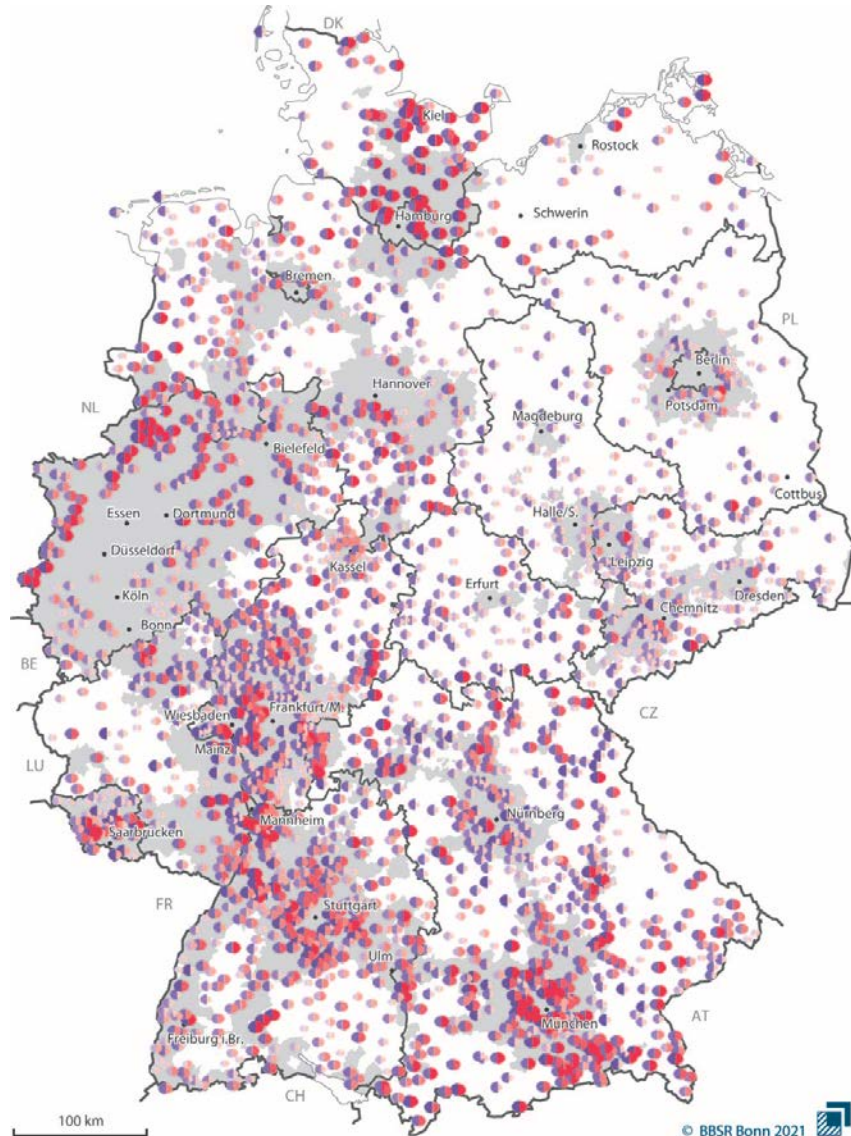 DK
Kiel
Rostock
Hamburg
Schwerin
Bremen
PL
Berlin
NL
Hannover
Potsdam
Magdeburg
Bielefeld
Cottbus
Essen
Dortmund
Halle/S.
Düsseldorf
Leipzig
Kassel
Erfurt
Dresden
Köln
Chemnitz
Bonn
BE
Wiesbaden
Frankfurt/M.
CZ
Mainz
LU
Mannheim
Nürnberg
Saarbrücken
FR
Stuttgart
Ulm
München
AT
Freiburg i.Br.
CH
100 km
© BBSR Bonn 2021